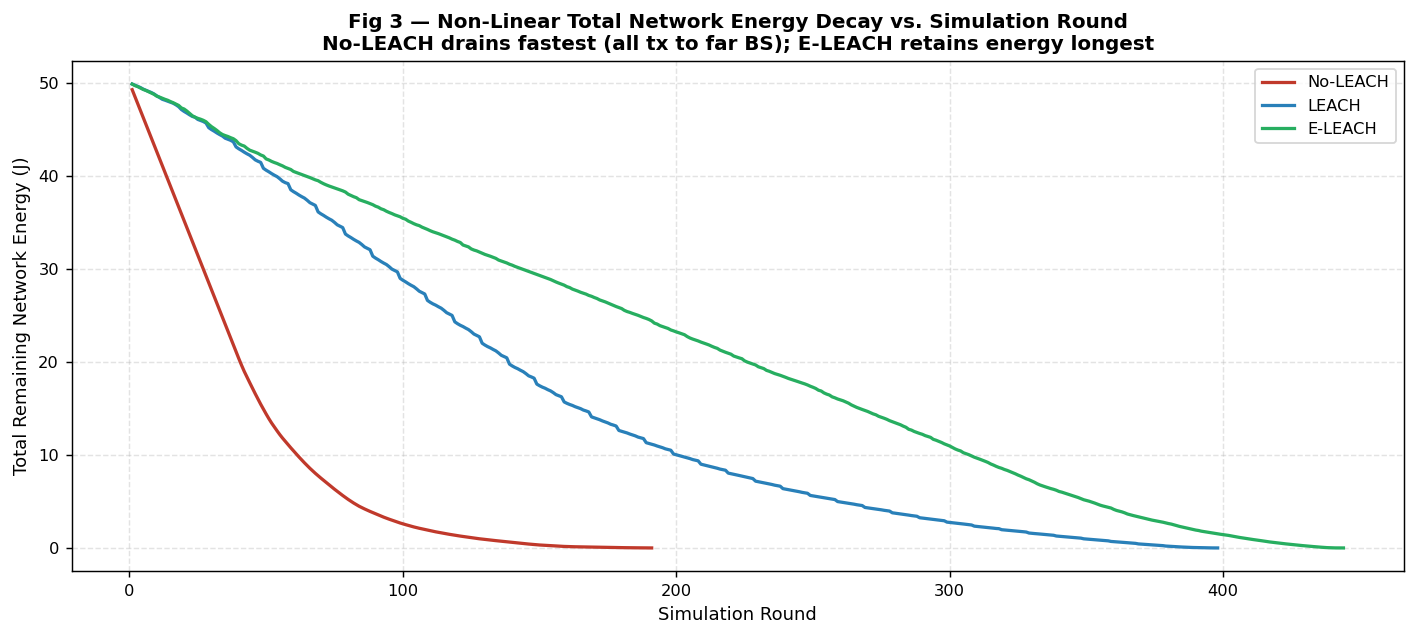 Fig 3 — Non-Linear Total Network Energy Decay vs. Simulation Round
No-LEACH drains fastest (all tx to far BS); E-LEACH retains energy longest
No-LEACH
LEACH
E-LEACH
Total Remaining Network Energy (J)
50
40
30
20
10
0
0 100 200 300 400
Simulation Round